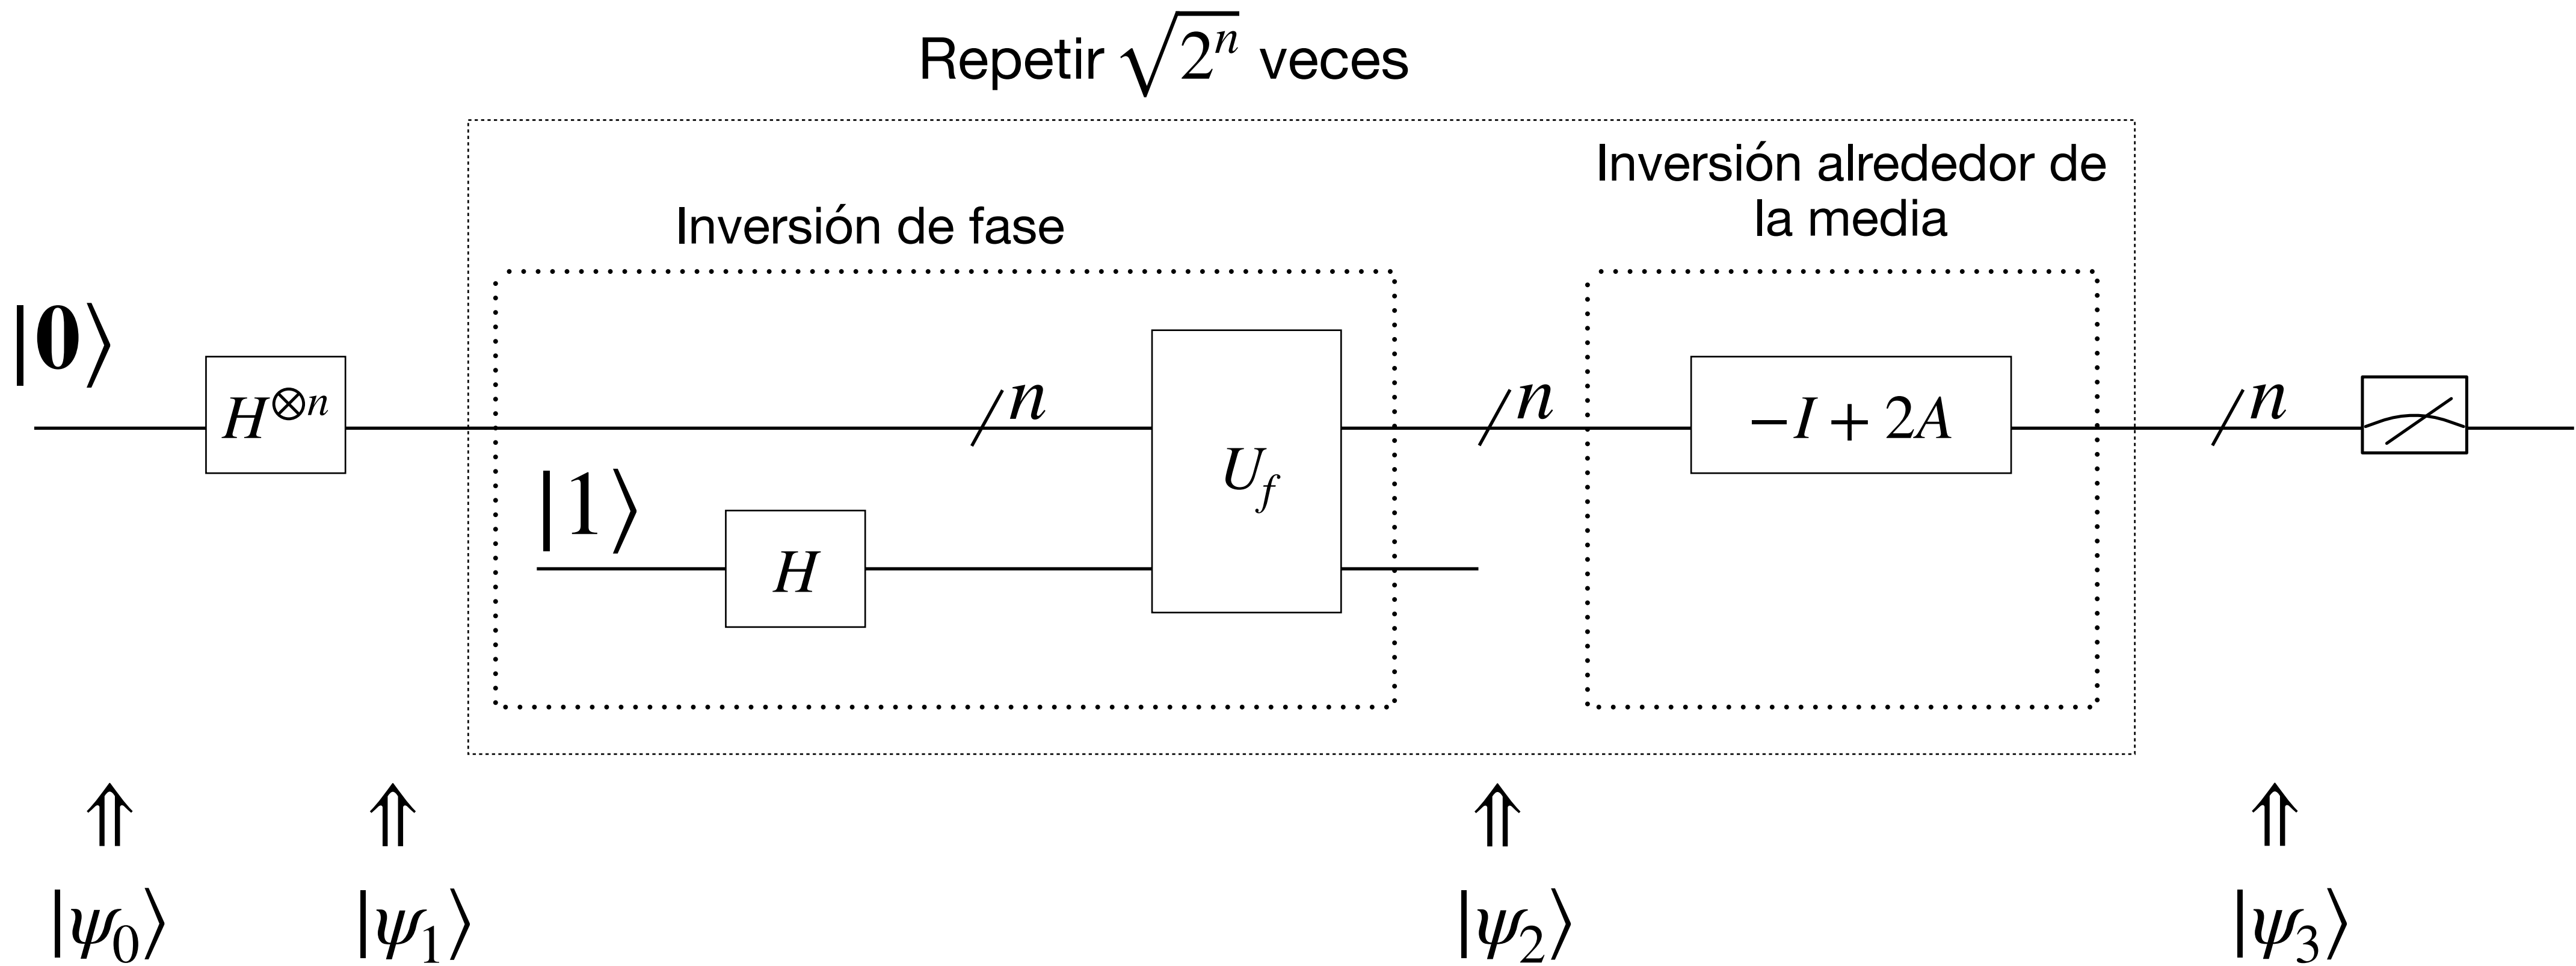 Repetir √2ⁿ veces
Inversión alrededor de
la media
Inversión de fase
|0⟩
H⊗n
n
n
−I + 2A
n
|1⟩
H
U_f
|ψ₀⟩
|ψ₁⟩
|ψ₂⟩
|ψ₃⟩